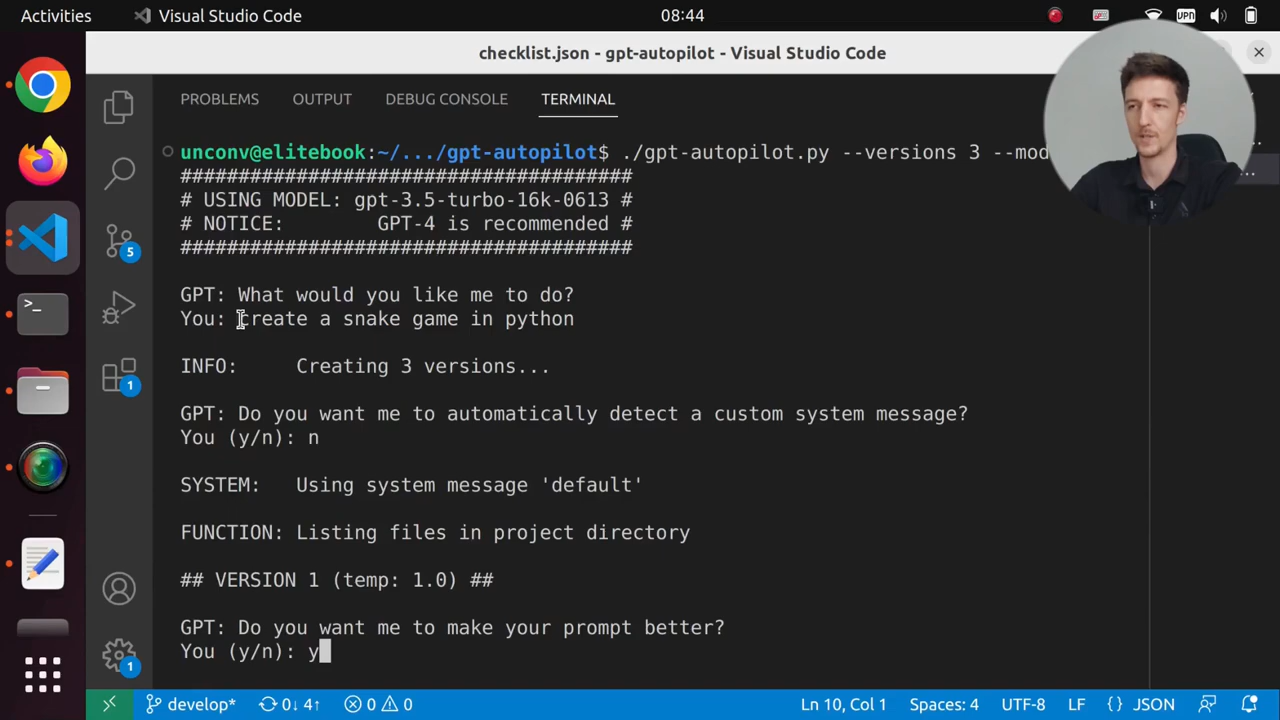 Activities
Visual Studio Code
08:44
VPN
checklist.json - gpt-autopilot - Visual Studio Code
PROBLEMS
OUTPUT
DEBUG CONSOLE
TERMINAL
unconv@elitebook:~/.../gpt-autopilot$ ./gpt-autopilot.py --versions 3 --mod
#######################################
# USING MODEL: gpt-3.5-turbo-16k-0613 #
# NOTICE:        GPT-4 is recommended #
#######################################
GPT: What would you like me to do?
You: create a snake game in python
INFO:     Creating 3 versions...
GPT: Do you want me to automatically detect a custom system message?
You (y/n): n
SYSTEM:   Using system message 'default'
FUNCTION: Listing files in project directory
## VERSION 1 (temp: 1.0) ##
GPT: Do you want me to make your prompt better?
You (y/n): y
5
1
1
develop*
0↓ 4↑
0
0
Ln 10, Col 1
Spaces: 4
UTF-8
LF
{ } JSON